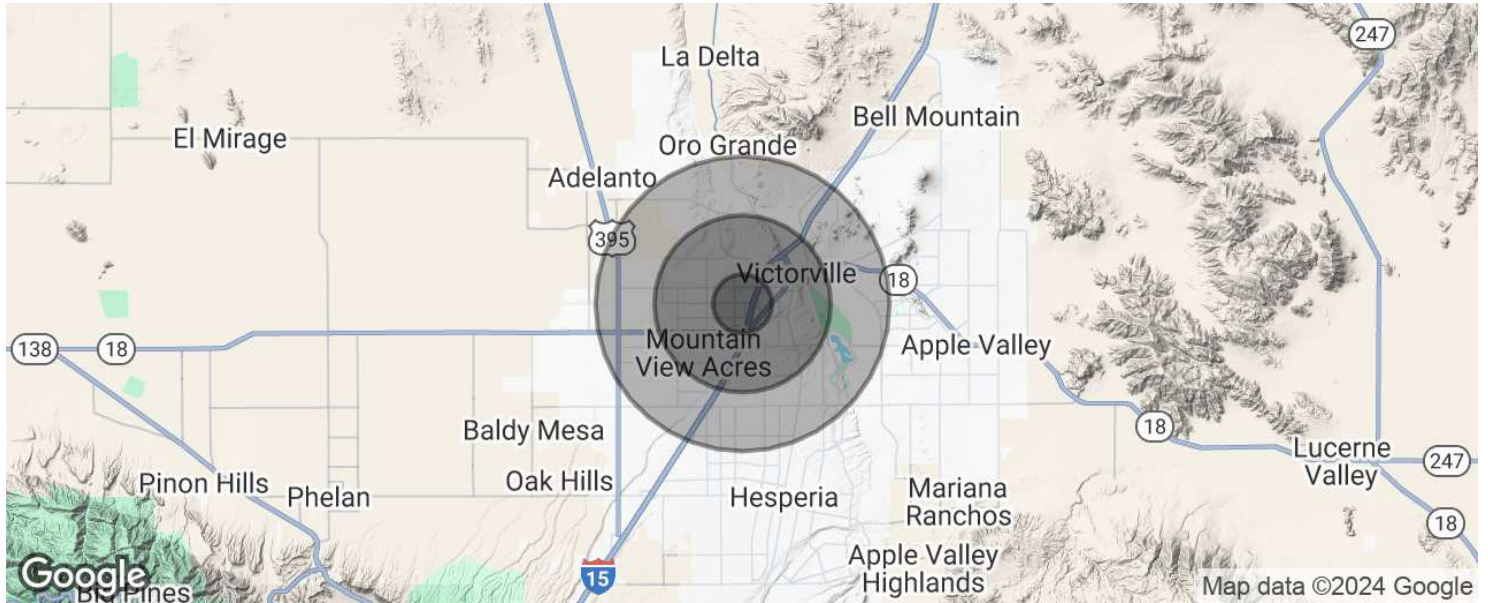 247
La Delta
Bell Mountain
El Mirage
Oro Grande
Adelanto
395
Victorville
18
Mountain
View Acres
138
18
Apple Valley
Baldy Mesa
18
Lucerne
Valley
247
Pinon Hills
Phelan
Oak Hills
Hesperia
Mariana
Ranchos
18
Apple Valley
Highlands
15
Google
Big Pines
Map data ©2024 Google